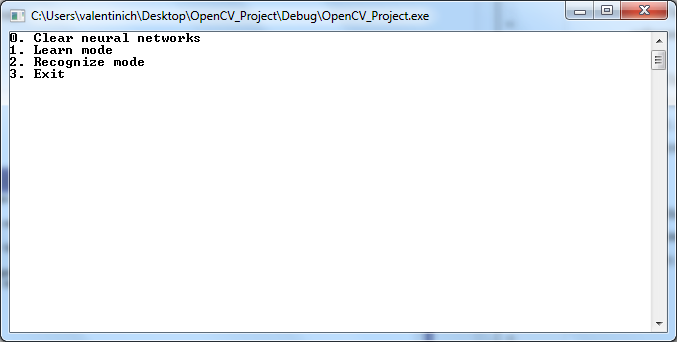 C:\Users\valentinich\Desktop\OpenCV_Project\Debug\OpenCV_Project.exe
0. Clear neural networks
1. Learn mode
2. Recognize mode
3. Exit